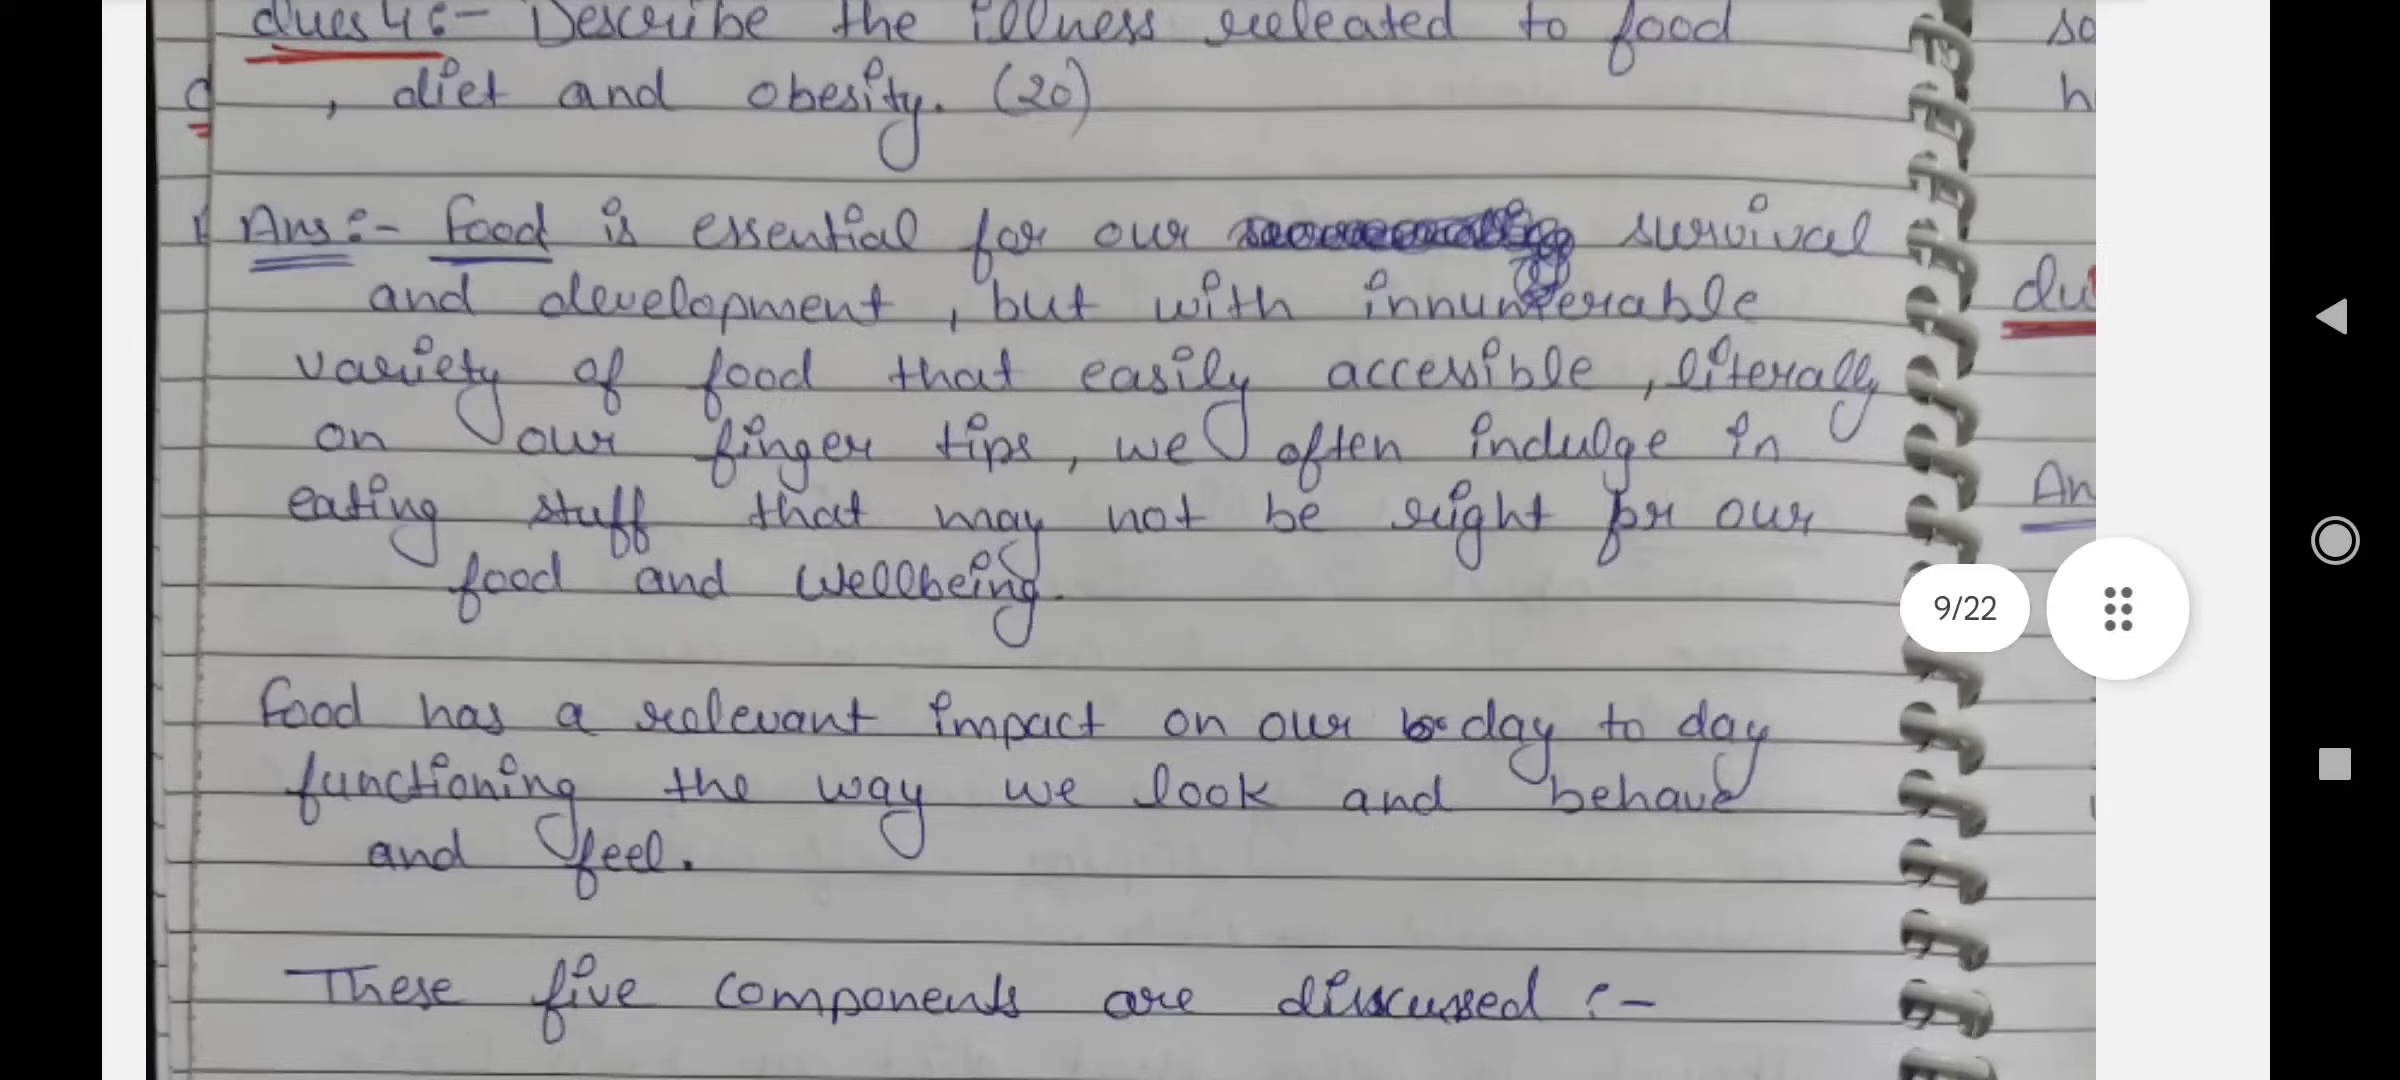 Ques 4:- Describe the illness releated to food
, diet and obesity. (20)
Ans:- Food is essential for our survival
and development, but with innumerable
variety of food that easily accessible, literally
on our finger tips, we often indulge in
eating stuff that may not be right for our
food and wellbeing.
Food has a relevant impact on our day to day
functioning the way we look and behave
and feel.
These five components are discussed :-
so
h
Qu
An
9/22